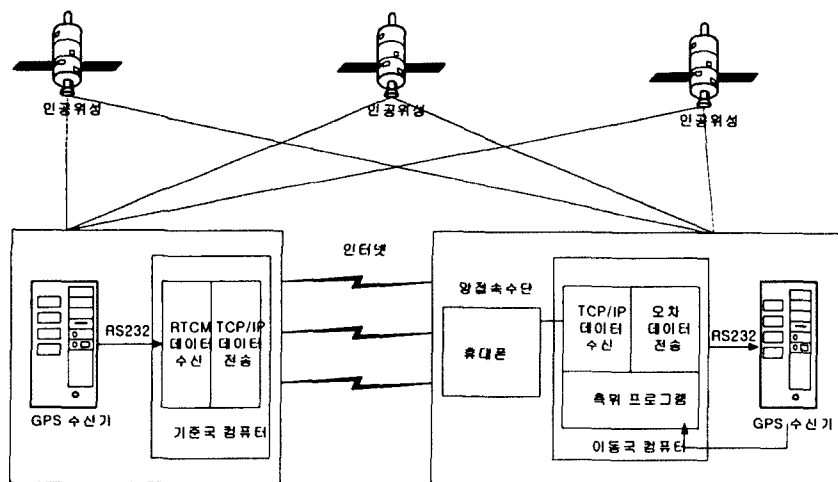 인공위성
인공위성
인공위성
인터넷
망접속수단
RS232
RTCM
데이터
수신
TCP/IP
데이터
전송
GPS 수신기
기준국 컴퓨터
휴대폰
TCP/IP
데이터
수신
오차
데이터
전송
RS232
측위 프로그램
이동국 컴퓨터
GPS 수신기